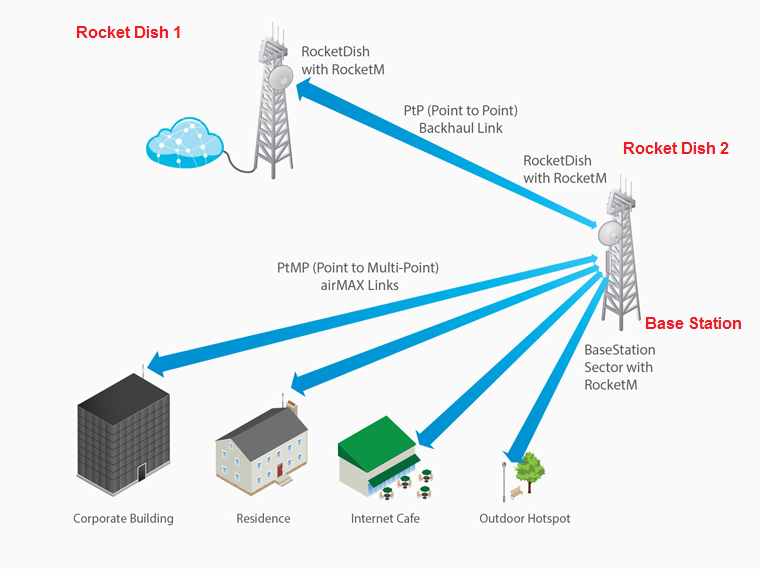 Rocket Dish 1
RocketDish
with RocketM
PtP (Point to Point)
Backhaul Link
Rocket Dish 2
RocketDish
with RocketM
PtMP (Point to Multi-Point)
airMAX Links
Base Station
BaseStation
Sector with
RocketM
Corporate Building
Residence
Internet Cafe
Outdoor Hotspot